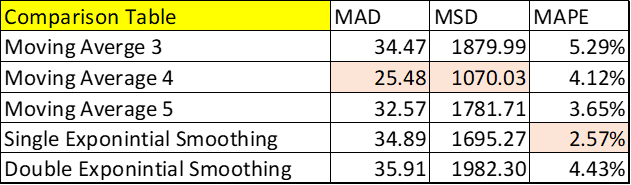 Comparison Table MAD MSD MAPE
Moving Averge 3 34.47 1879.99 5.29%
Moving Average 4 25.48 1070.03 4.12%
Moving Average 5 32.57 1781.71 3.65%
Single Exponintial Smoothing 34.89 1695.27 2.57%
Double Exponintial Smoothing 35.91 1982.30 4.43%